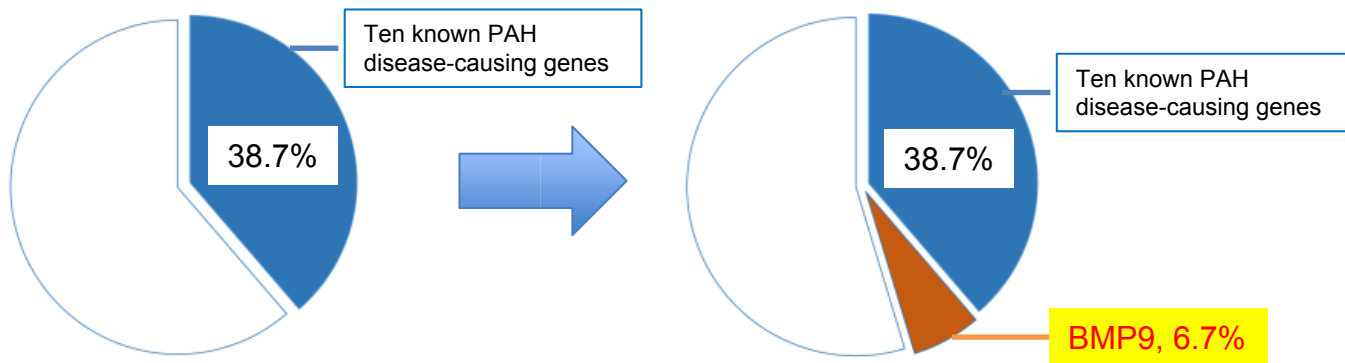 Ten known PAH
disease-causing genes
38.7%
Ten known PAH
disease-causing genes
38.7%
BMP9, 6.7%